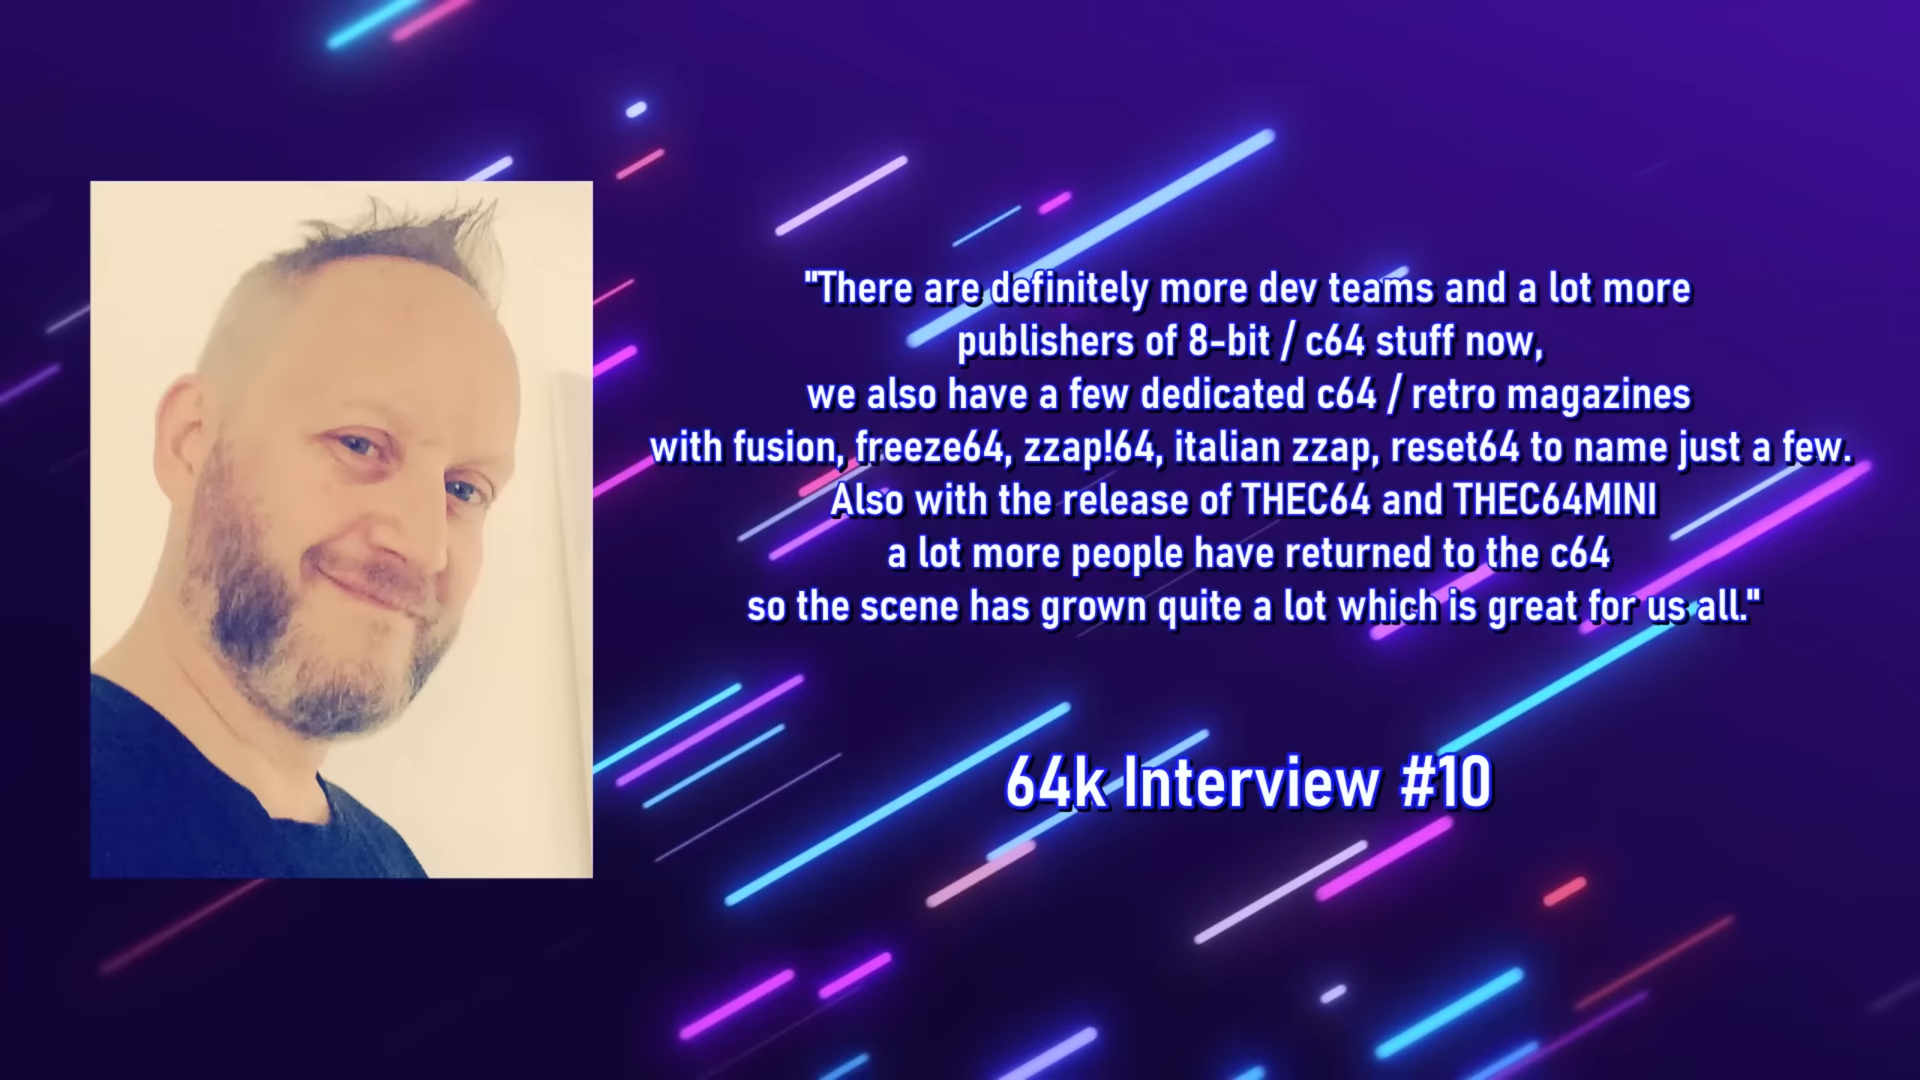 "There are definitely more dev teams and a lot more
publishers of 8-bit / c64 stuff now,
we also have a few dedicated c64 / retro magazines
with fusion, freeze64, zzap!64, italian zzap, reset64 to name just a few.
Also with the release of THEC64 and THEC64MINI
a lot more people have returned to the c64
so the scene has grown quite a lot which is great for us all."
64k Interview #10